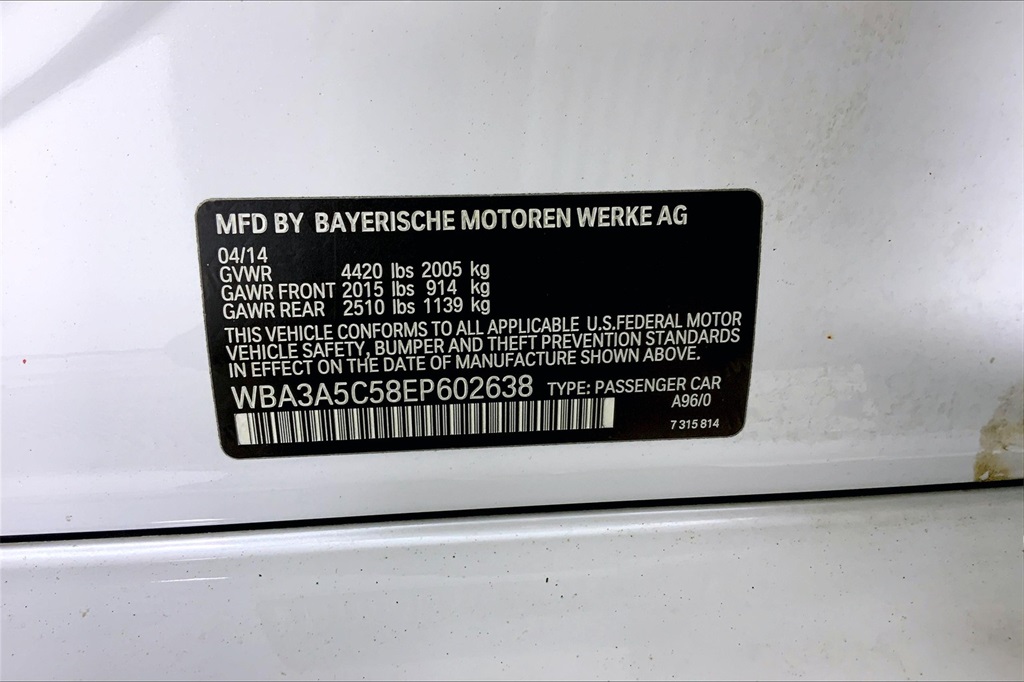 MFD BY BAYERISCHE MOTOREN WERKE AG
04/14
GVWR 4420 lbs 2005 kg
GAWR FRONT 2015 lbs 914 kg
GAWR REAR 2510 lbs 1139 kg
THIS VEHICLE CONFORMS TO ALL APPLICABLE U.S.FEDERAL MOTOR
VEHICLE SAFETY, BUMPER AND THEFT PREVENTION STANDARDS
IN EFFECT ON THE DATE OF MANUFACTURE SHOWN ABOVE.
WBA3A5C58EP602638 TYPE: PASSENGER CAR
A96/0
7 315 814